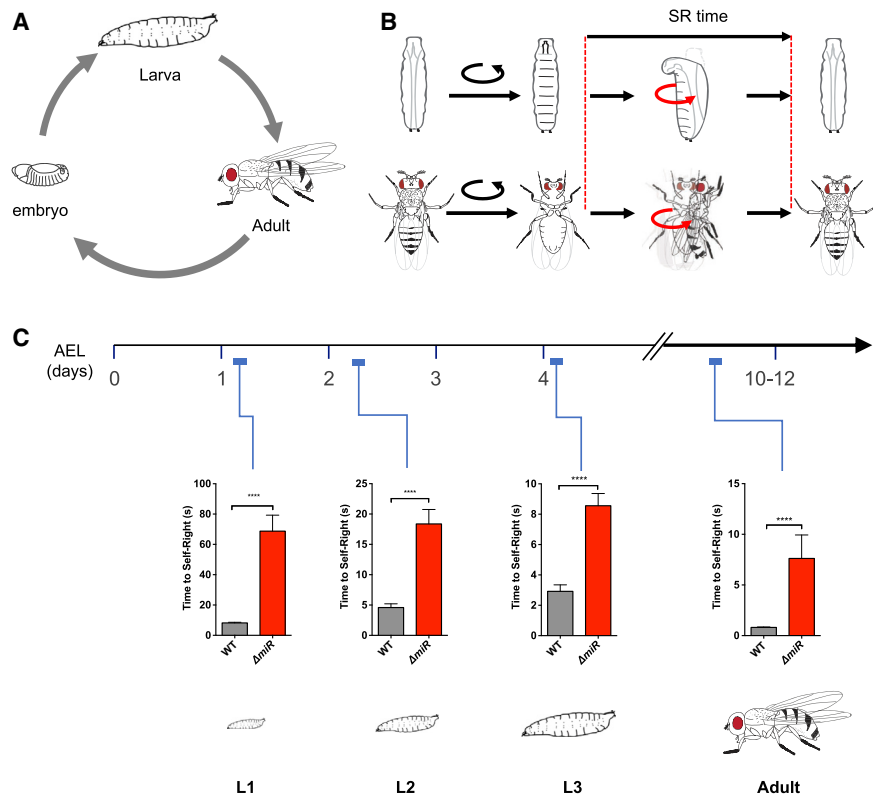 A
Larva
embryo
Adult
B
SR time
C
AEL
(days)
0
1
2
3
4
10-12
Time to Self-Right (s)
100
80
60
40
20
0
****
WT
ΔmiR
Time to Self-Right (s)
25
20
15
10
5
0
****
WT
ΔmiR
Time to Self-Right (s)
10
8
6
4
2
0
****
WT
ΔmiR
Time to Self-Right (s)
15
10
5
0
****
WT
ΔmiR
L1
L2
L3
Adult